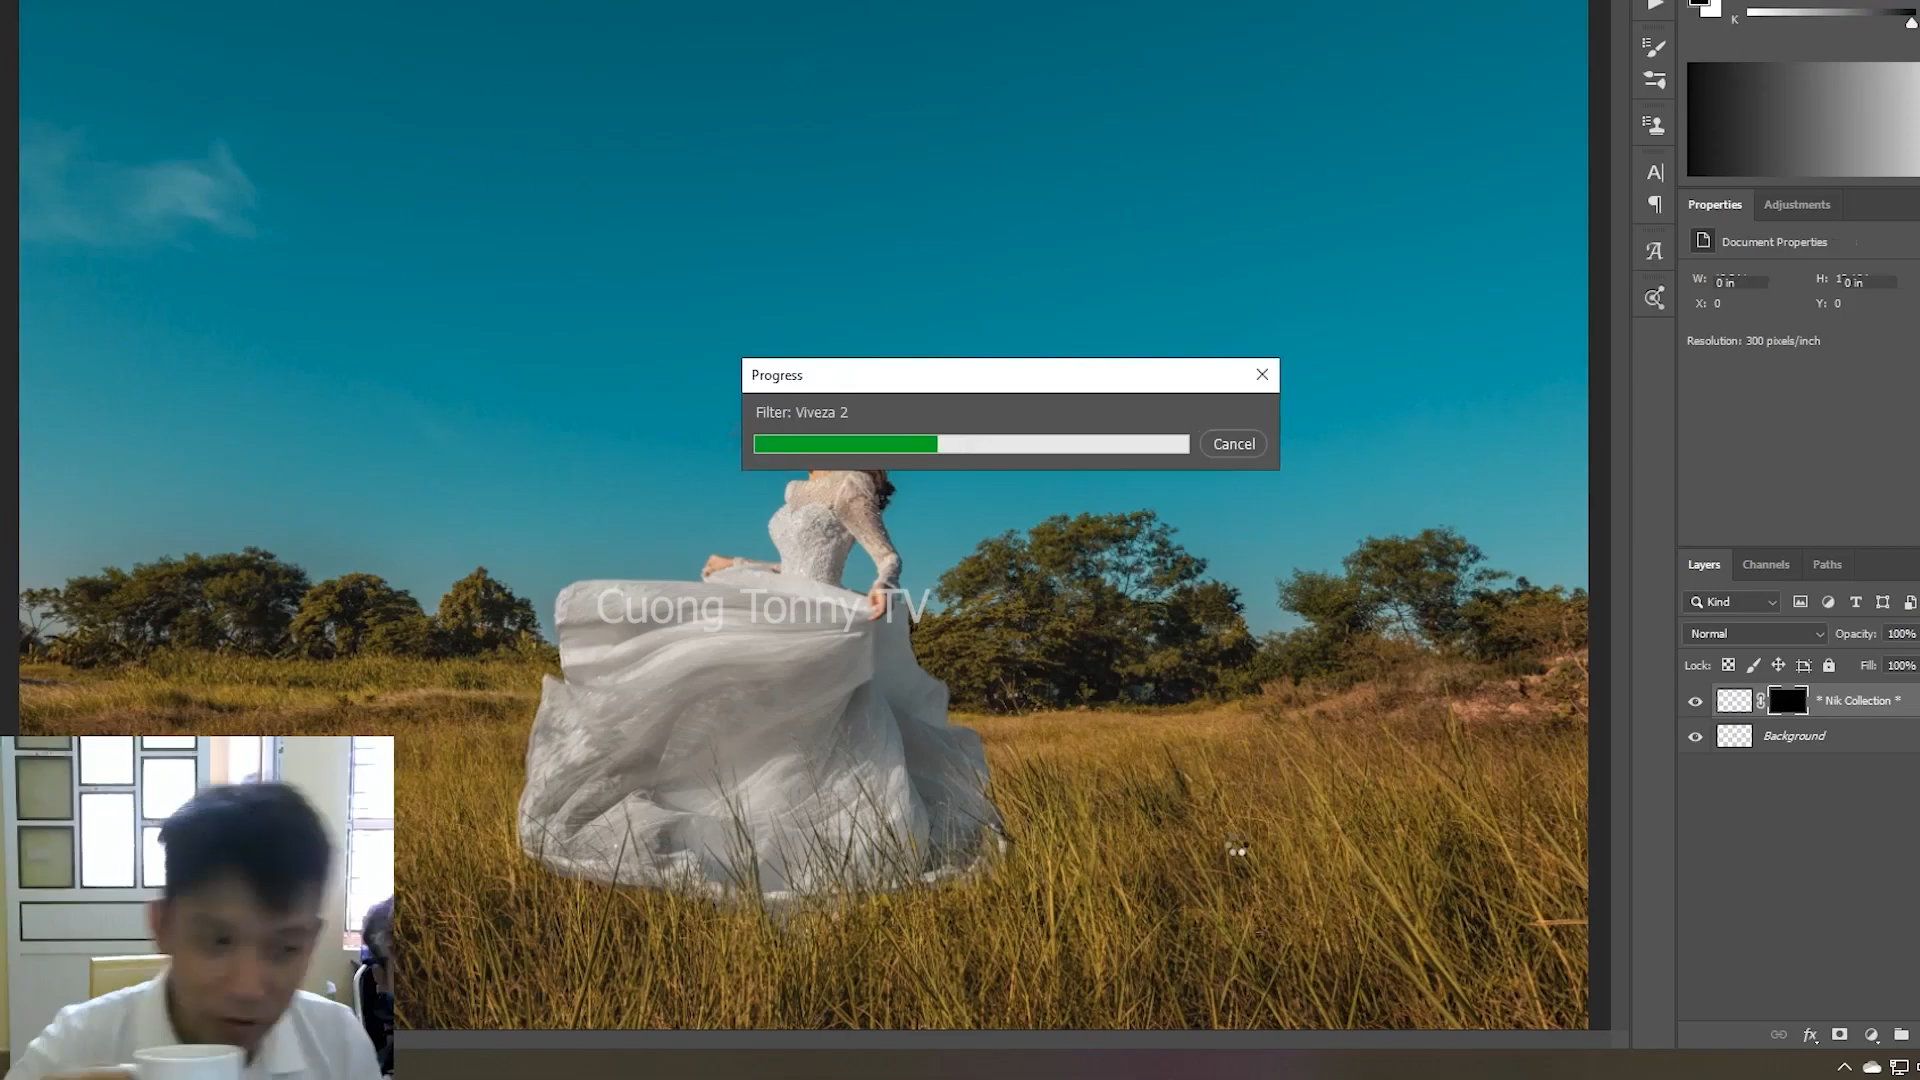 K
Properties
Adjustments
Document Properties
W:
0 in
H:
0 in
X: 0
Y: 0
Resolution: 300 pixels/inch
Progress
Filter: Viveza 2
Cancel
Cuong Tonny TV
Layers
Channels
Paths
Kind
Normal
Opacity: 100%
Lock:
Fill: 100%
* Nik Collection *
Background
fx